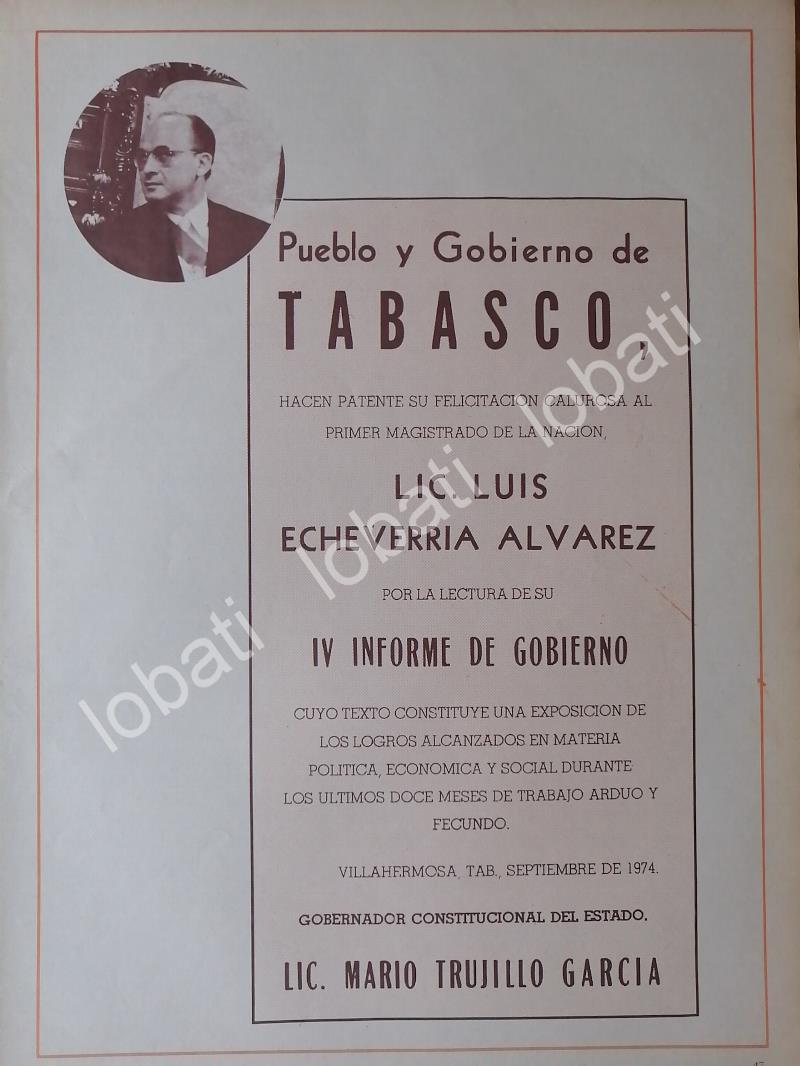 Pueblo y Gobierno de
TABASCO,
HACEN PATENTE SU FELICITACION CALUROSA AL
PRIMER MAGISTRADO DE LA NACION,
LIC. LUIS
ECHEVERRIA ALVAREZ
POR LA LECTURA DE SU
IV INFORME DE GOBIERNO
CUYO TEXTO CONSTITUYE UNA EXPOSICION DE
LOS LOGROS ALCANZADOS EN MATERIA
POLITICA, ECONOMICA Y SOCIAL DURANTE
LOS ULTIMOS DOCE MESES DE TRABAJO ARDUO Y
FECUNDO.
VILLAHERMOSA, TAB., SEPTIEMBRE DE 1974.
GOBERNADOR CONSTITUCIONAL DEL ESTADO.
LIC. MARIO TRUJILLO GARCIA
lobati
lobati
lobati